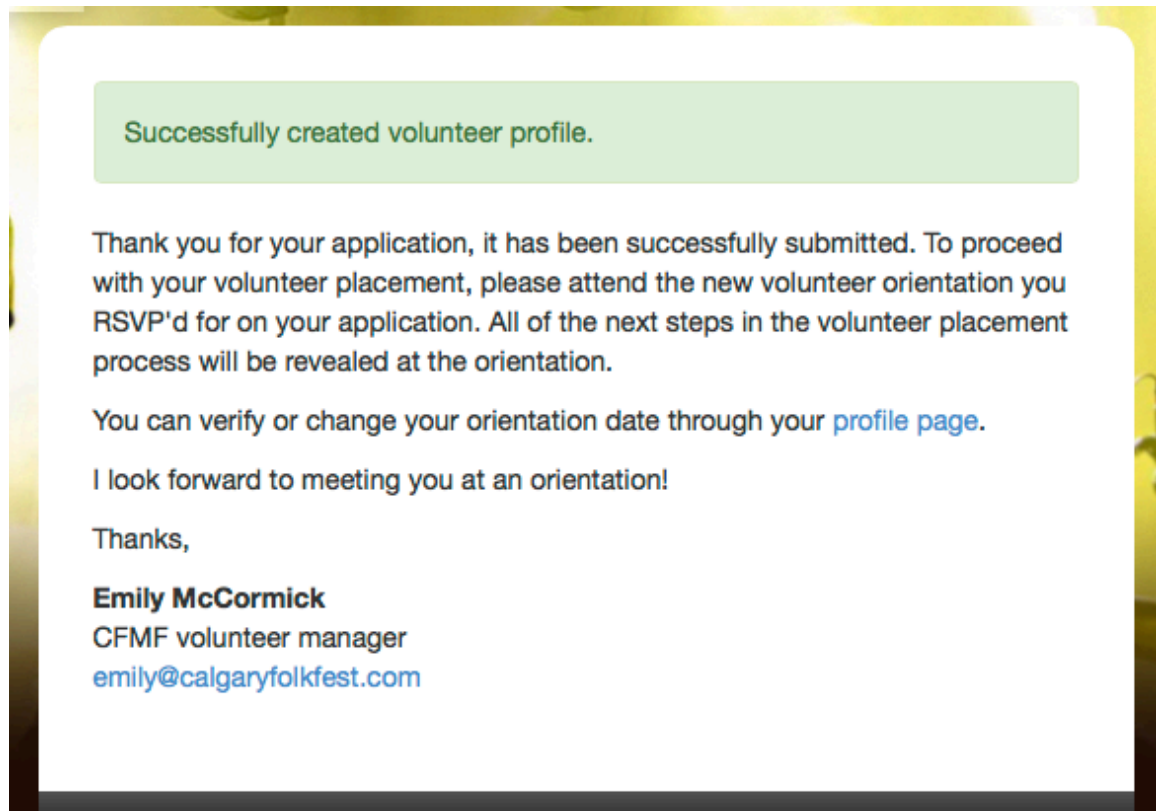 Successfully created volunteer profile.
Thank you for your application, it has been successfully submitted. To proceed
with your volunteer placement, please attend the new volunteer orientation you
RSVP'd for on your application. All of the next steps in the volunteer placement
process will be revealed at the orientation.
You can verify or change your orientation date through your profile page.
I look forward to meeting you at an orientation!
Thanks,
Emily McCormick
CFMF volunteer manager
emily@calgaryfolkfest.com